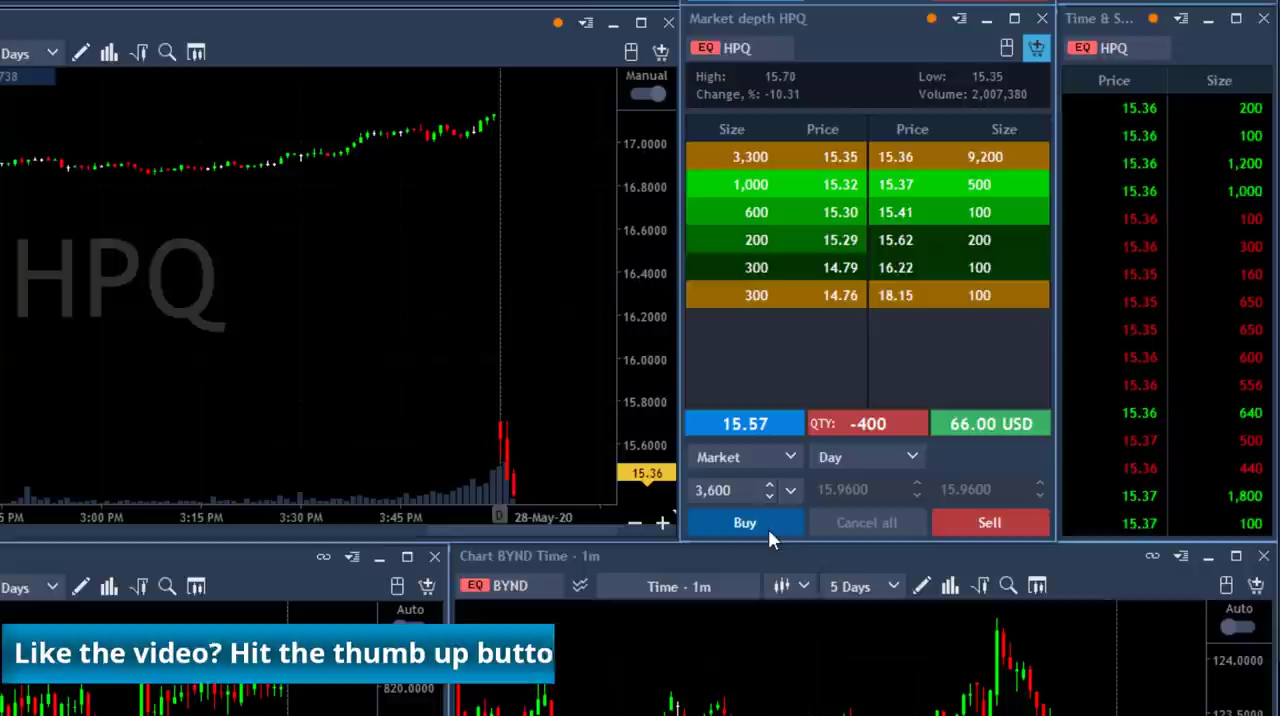 Days
738
Manual
17.0000
16.8000
16.6000
16.4000
16.2000
16.0000
15.8000
15.6000
15.36
HPQ
3:00 PM 3:15 PM 3:30 PM 3:45 PM D 28-May-20
Market depth HPQ
EQ HPQ
High: 15.70 Low: 15.35
Change, %: -10.31 Volume: 2,007,380
Size Price Price Size
3,300 15.35 15.36 9,200
1,000 15.32 15.37 500
600 15.30 15.41 100
200 15.29 15.62 200
300 14.79 16.22 100
300 14.76 18.15 100
15.57 QTY: -400 66.00 USD
Market Day
3,600 15.9600 15.9600
Buy Cancel all Sell
Time & S...
EQ HPQ
Price Size
15.36 200
15.36 100
15.36 1,200
15.36 1,000
15.36 100
15.36 300
15.35 160
15.35 650
15.35 650
15.36 600
15.36 556
15.36 640
15.37 500
15.36 440
15.37 1,800
15.37 100
Days
Auto
820.0000
Chart BYND Time - 1m
EQ BYND Time - 1m 5 Days
Auto
124.0000
123.5000
Like the video? Hit the thumb up butto